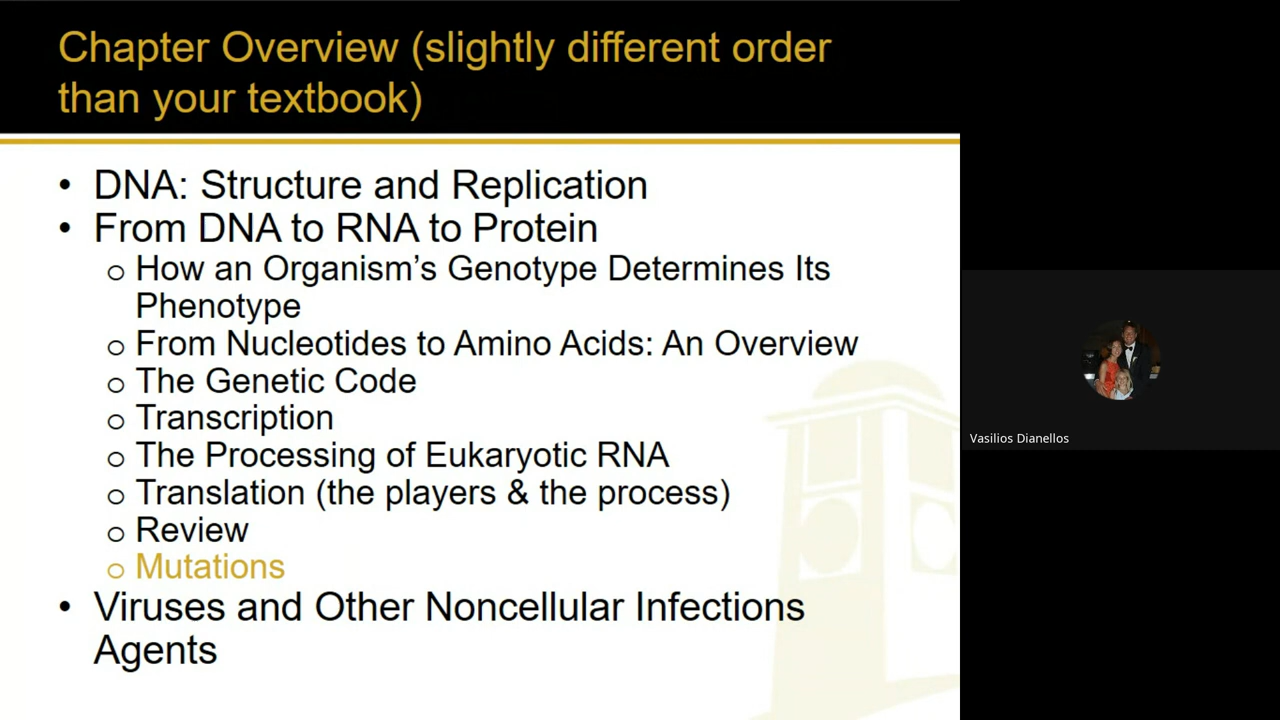 Chapter Overview (slightly different order
than your textbook)
• DNA: Structure and Replication
• From DNA to RNA to Protein
o How an Organism’s Genotype Determines Its
Phenotype
o From Nucleotides to Amino Acids: An Overview
o The Genetic Code
o Transcription
o The Processing of Eukaryotic RNA
o Translation (the players & the process)
o Review
o Mutations
• Viruses and Other Noncellular Infections
Agents
Vasilios Dianellos